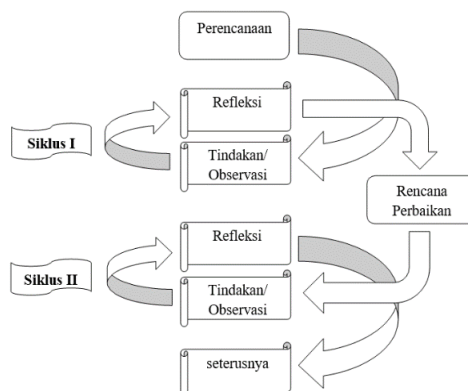 Perencanaan
Refleksi
Siklus I
Tindakan/
Observasi
Rencana
Perbaikan
Refleksi
Siklus II
Tindakan/
Observasi
seterusnya